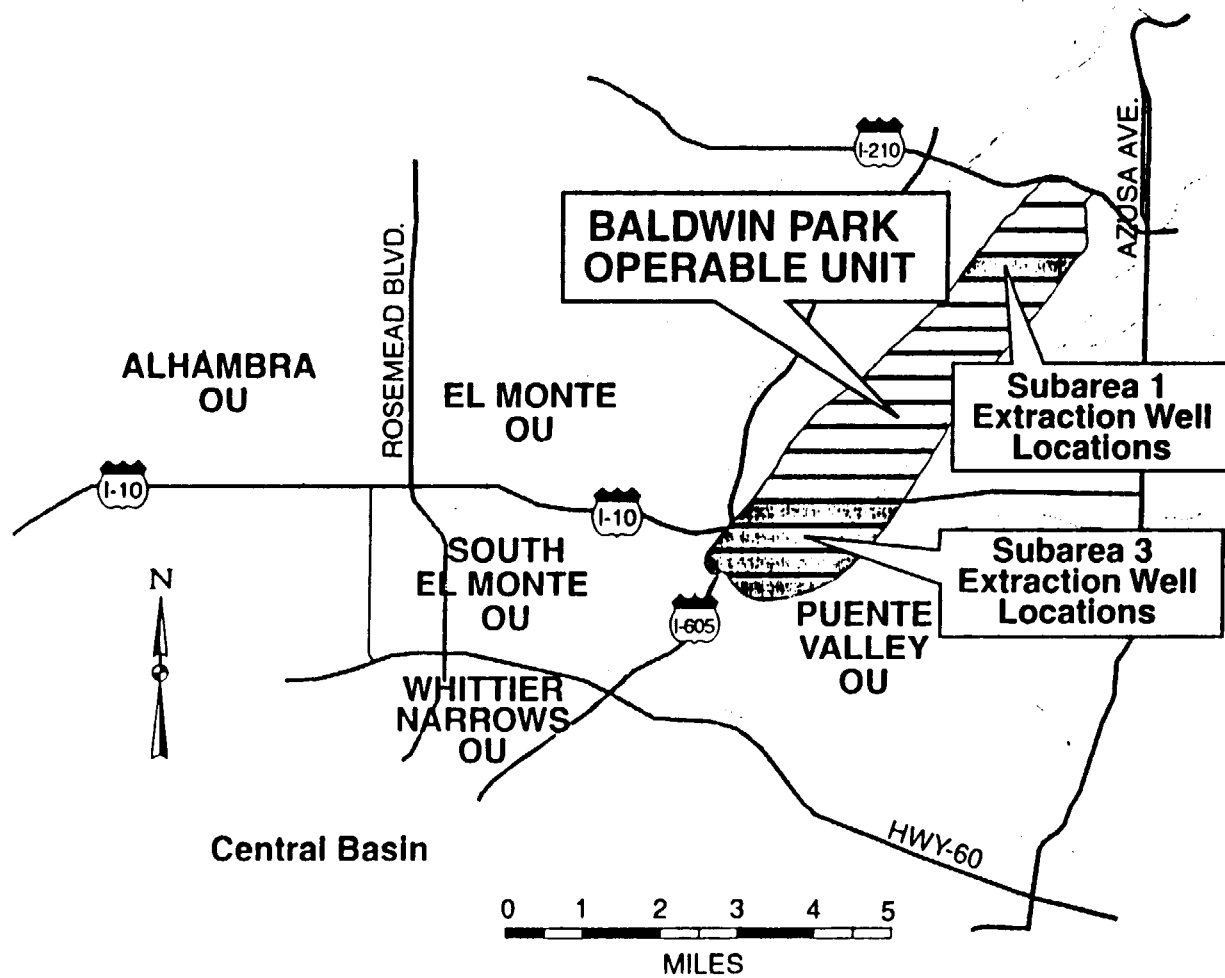 I-210
AZUSA AVE.
BALDWIN PARK
OPERABLE UNIT
ROSEMEAD BLVD.
ALHAMBRA
OU
EL MONTE
OU
Subarea 1
Extraction Well
Locations
I-10
I-10
SOUTH
EL MONTE
OU
Subarea 3
Extraction Well
Locations
N
I-605
PUENTE
VALLEY
OU
WHITTIER
NARROWS
OU
Central Basin
HWY-60
0 1 2 3 4 5
MILES